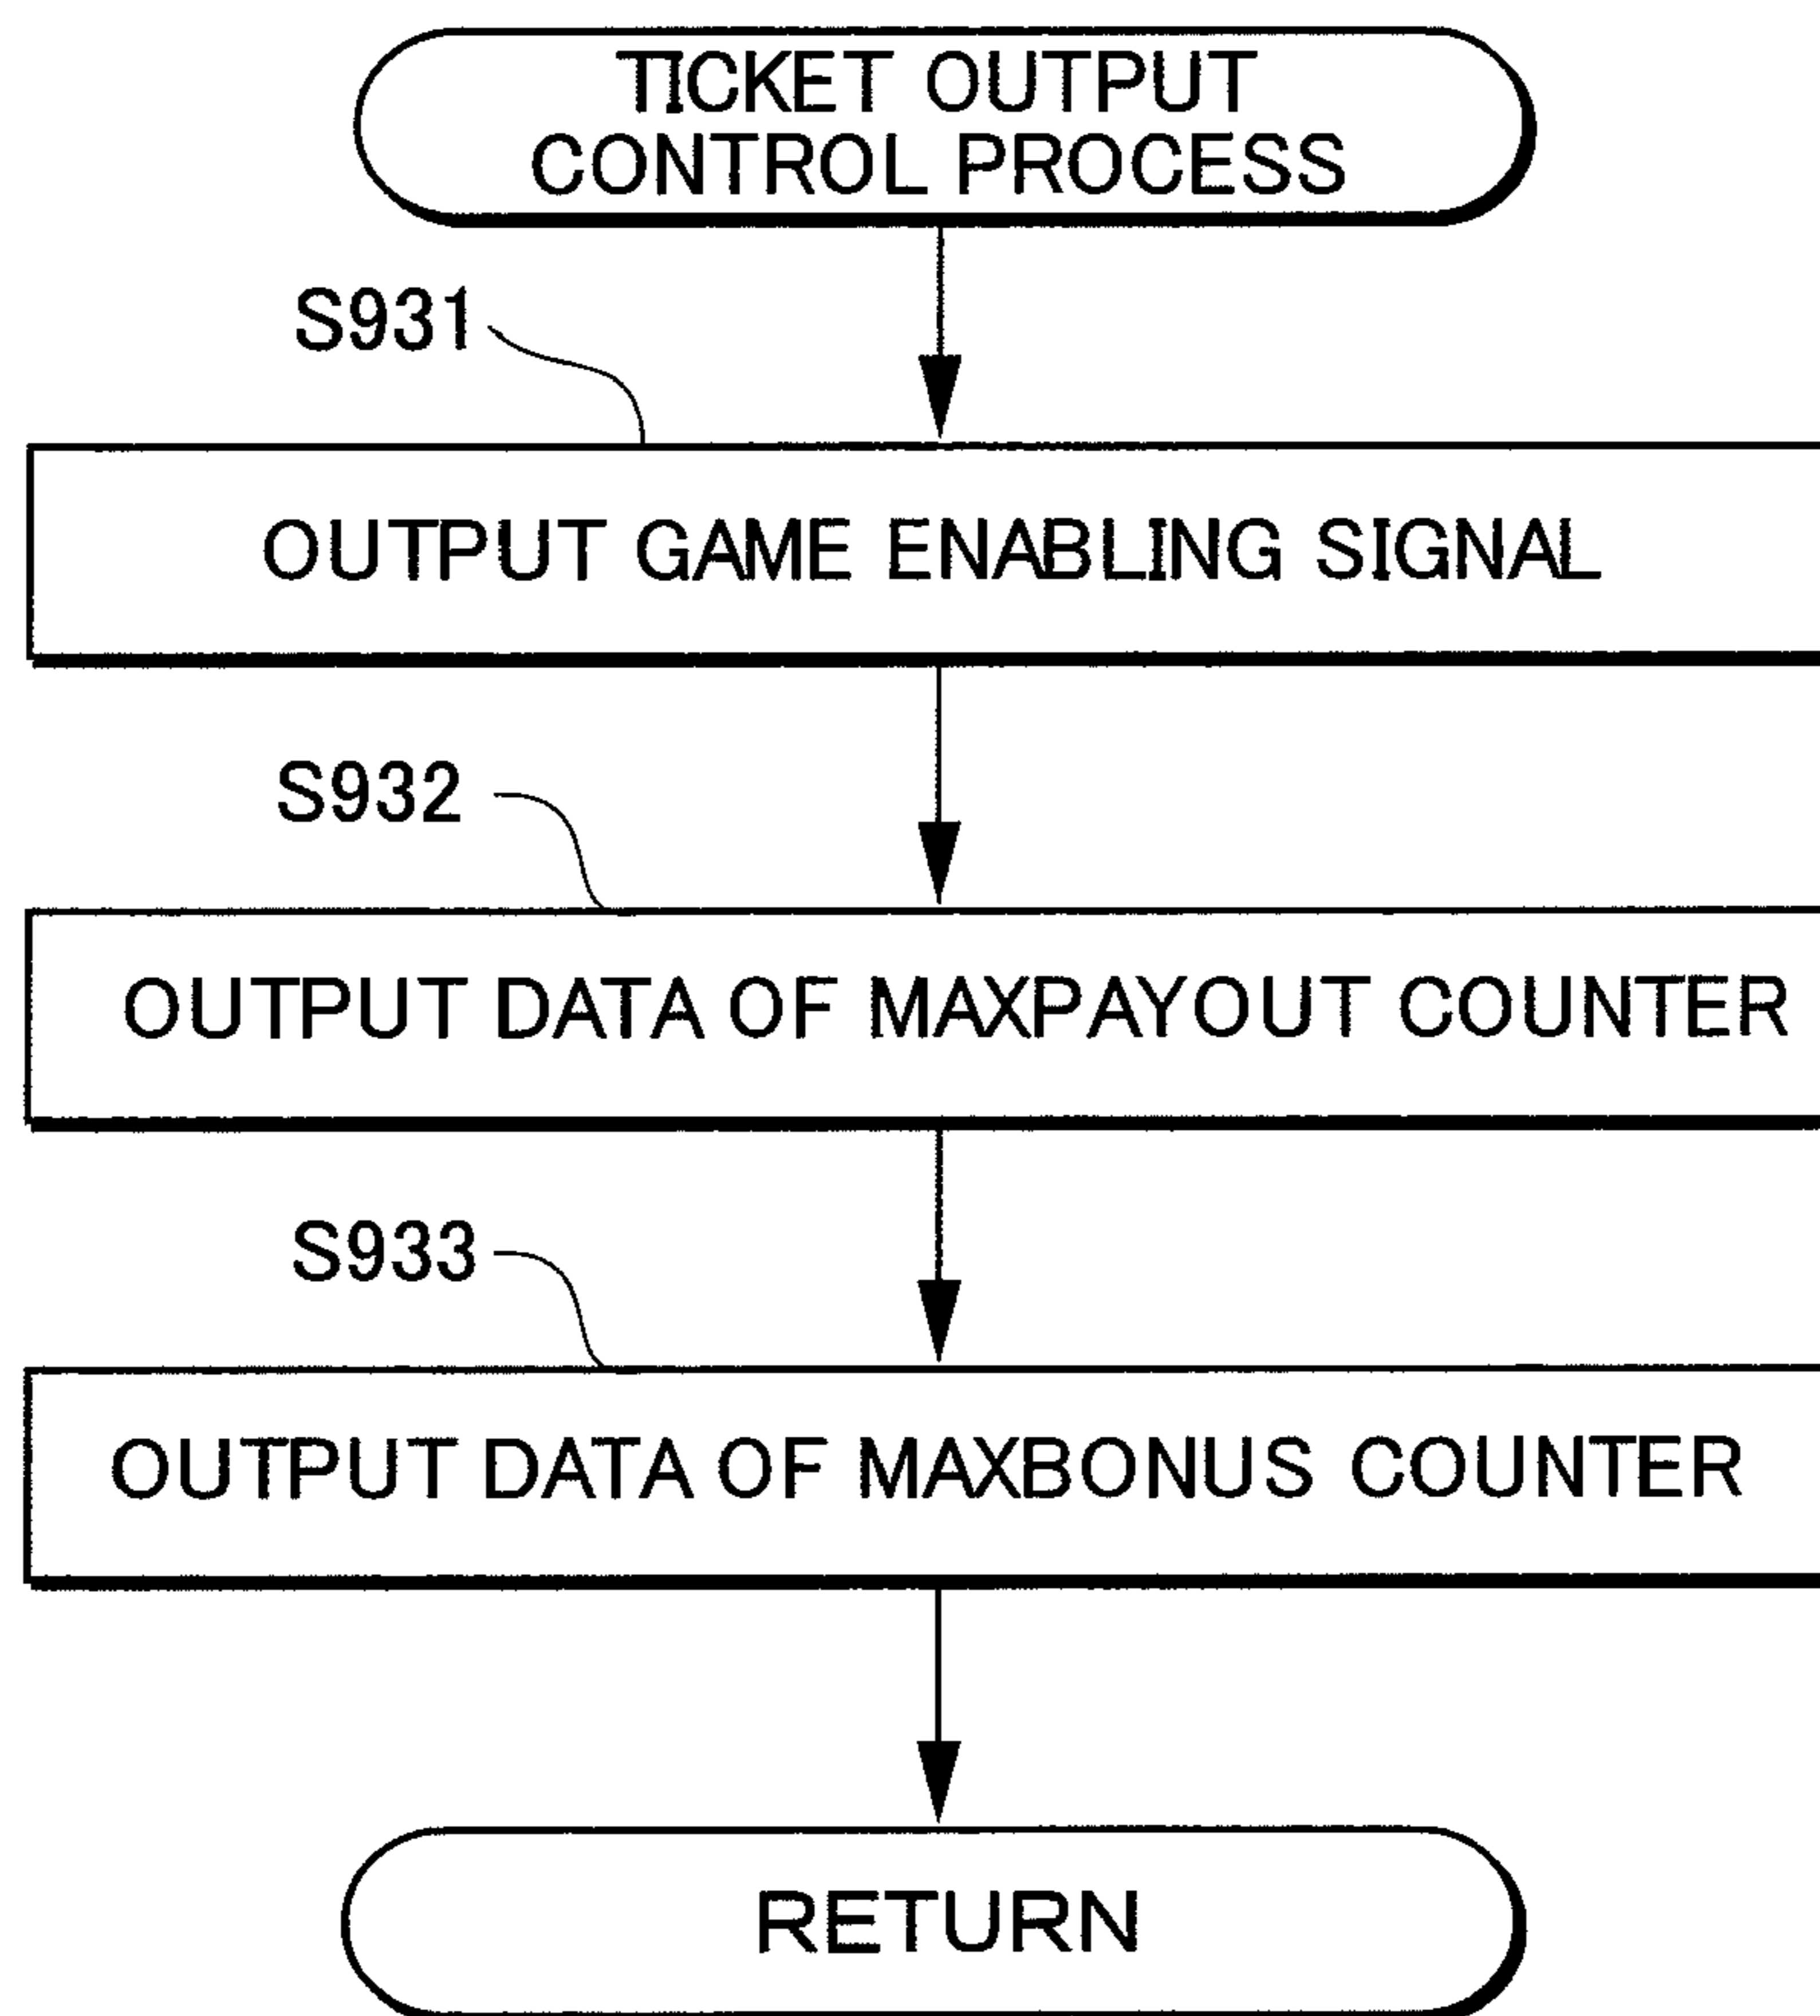 TICKET OUTPUT
CONTROL PROCESS
S931
OUTPUT GAME ENABLING SIGNAL
S932
OUTPUT DATA OF MAXPAYOUT COUNTER
S933
OUTPUT DATA OF MAXBONUS COUNTER
RETURN